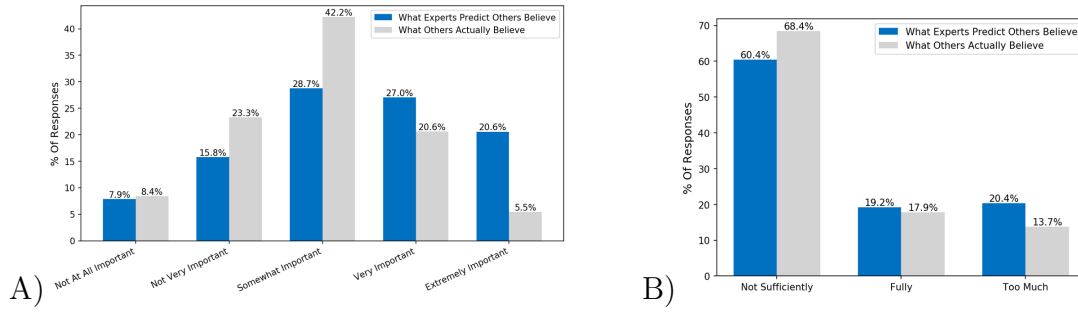 A)
% Of Responses
40
35
30
25
20
15
10
5
0
What Experts Predict Others Believe
What Others Actually Believe
7.9%
8.4%
15.8%
23.3%
28.7%
42.2%
27.0%
20.6%
20.6%
5.5%
Not At All Important
Not Very Important
Somewhat Important
Very Important
Extremely Important
B)
% Of Responses
70
60
50
40
30
20
10
0
What Experts Predict Others Believe
What Others Actually Believe
60.4%
68.4%
19.2%
17.9%
20.4%
13.7%
Not Sufficiently
Fully
Too Much